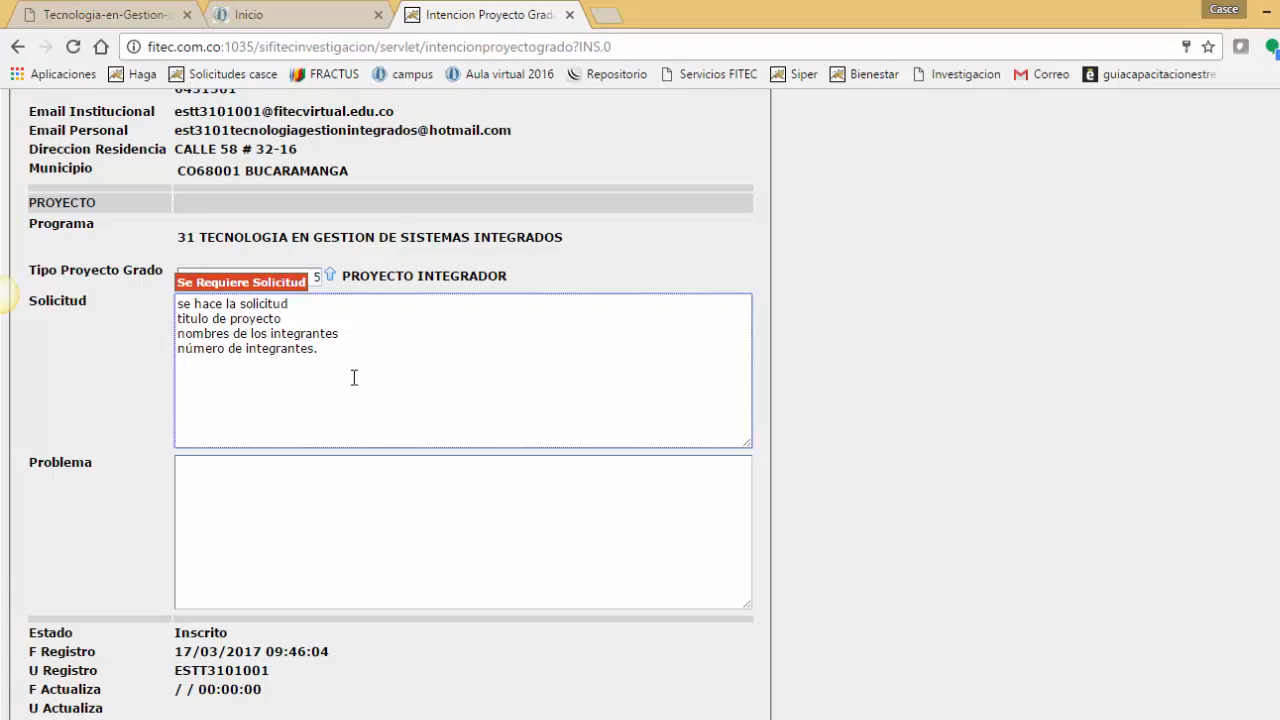 Tecnologia-en-Gestion-
Inicio
Intencion Proyecto Grad
Casce
fitec.com.co:1035/sifitecinvestigacion/servlet/intencionproyectogrado?INS,0
Aplicaciones
Haga
Solicitudes casce
FRACTUS
campus
Aula virtual 2016
Repositorio
Servicios FITEC
Siper
Bienestar
Investigacion
Correo
guiacapacitacionestre
6431301
Email Institucional estt3101001@fitecvirtual.edu.co
Email Personal est3101tecnologiagestionintegrados@hotmail.com
Direccion Residencia CALLE 58 # 32-16
Municipio CO68001 BUCARAMANGA
PROYECTO
Programa
31 TECNOLOGIA EN GESTION DE SISTEMAS INTEGRADOS
Tipo Proyecto Grado 5 PROYECTO INTEGRADOR
Se Requiere Solicitud
Solicitud
se hace la solicitud
titulo de proyecto
nombres de los integrantes
número de integrantes.
Problema
Estado Inscrito
F Registro 17/03/2017 09:46:04
U Registro ESTT3101001
F Actualiza / / 00:00:00
U Actualiza